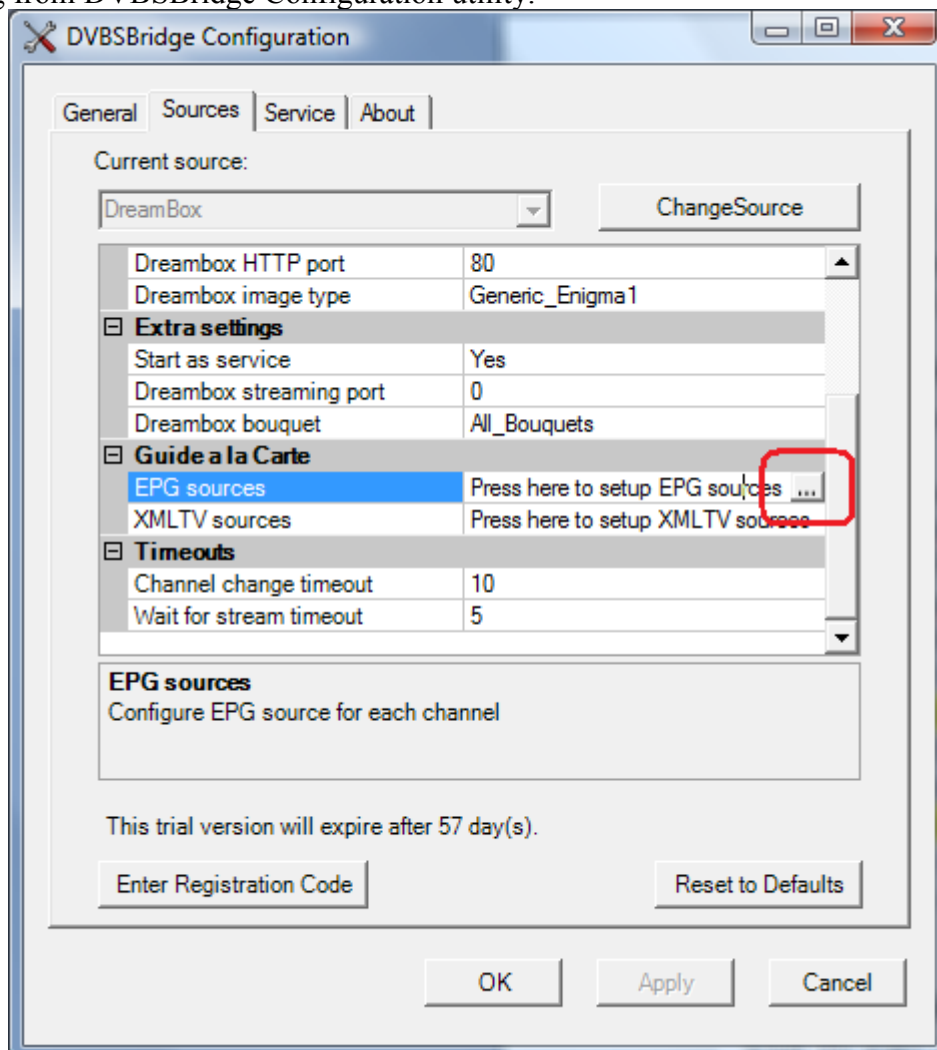 g from DVBSBridge Configuration utility.
DVBSBridge Configuration
General Sources Service About
Current source:
DreamBox ChangeSource
Dreambox HTTP port 80
Dreambox image type Generic_Enigma1
Extra settings
Start as service Yes
Dreambox streaming port 0
Dreambox bouquet All_Bouquets
Guide a la Carte
EPG sources Press here to setup EPG sources ...
XMLTV sources Press here to setup XMLTV sources
Timeouts
Channel change timeout 10
Wait for stream timeout 5
EPG sources
Configure EPG source for each channel
This trial version will expire after 57 day(s).
Enter Registration Code Reset to Defaults
OK Apply Cancel